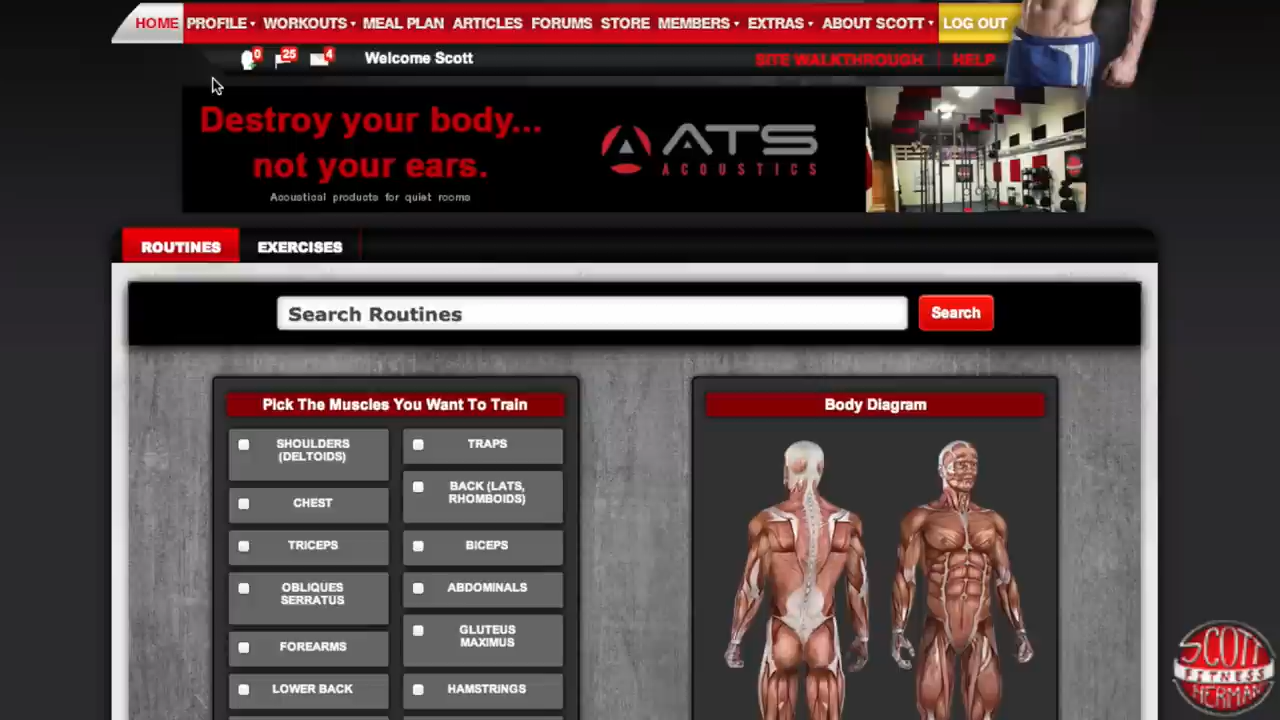 HOME PROFILE WORKOUTS MEAL PLAN ARTICLES FORUMS STORE MEMBERS EXTRAS ABOUT SCOTT LOG OUT
0 25 4 Welcome Scott SITE WALKTHROUGH | HELP
Destroy your body...
not your ears.
Acoustical products for quiet rooms
ATS
ACOUSTICS
ROUTINES EXERCISES
Search Routines Search
Pick The Muscles You Want To Train
SHOULDERS
(DELTOIDS)
TRAPS
CHEST
BACK (LATS,
RHOMBOIDS)
TRICEPS
BICEPS
OBLIQUES
SERRATUS
ABDOMINALS
FOREARMS
GLUTEUS
MAXIMUS
LOWER BACK
HAMSTRINGS
Body Diagram
SCOTT
FITNESS
HERMAN